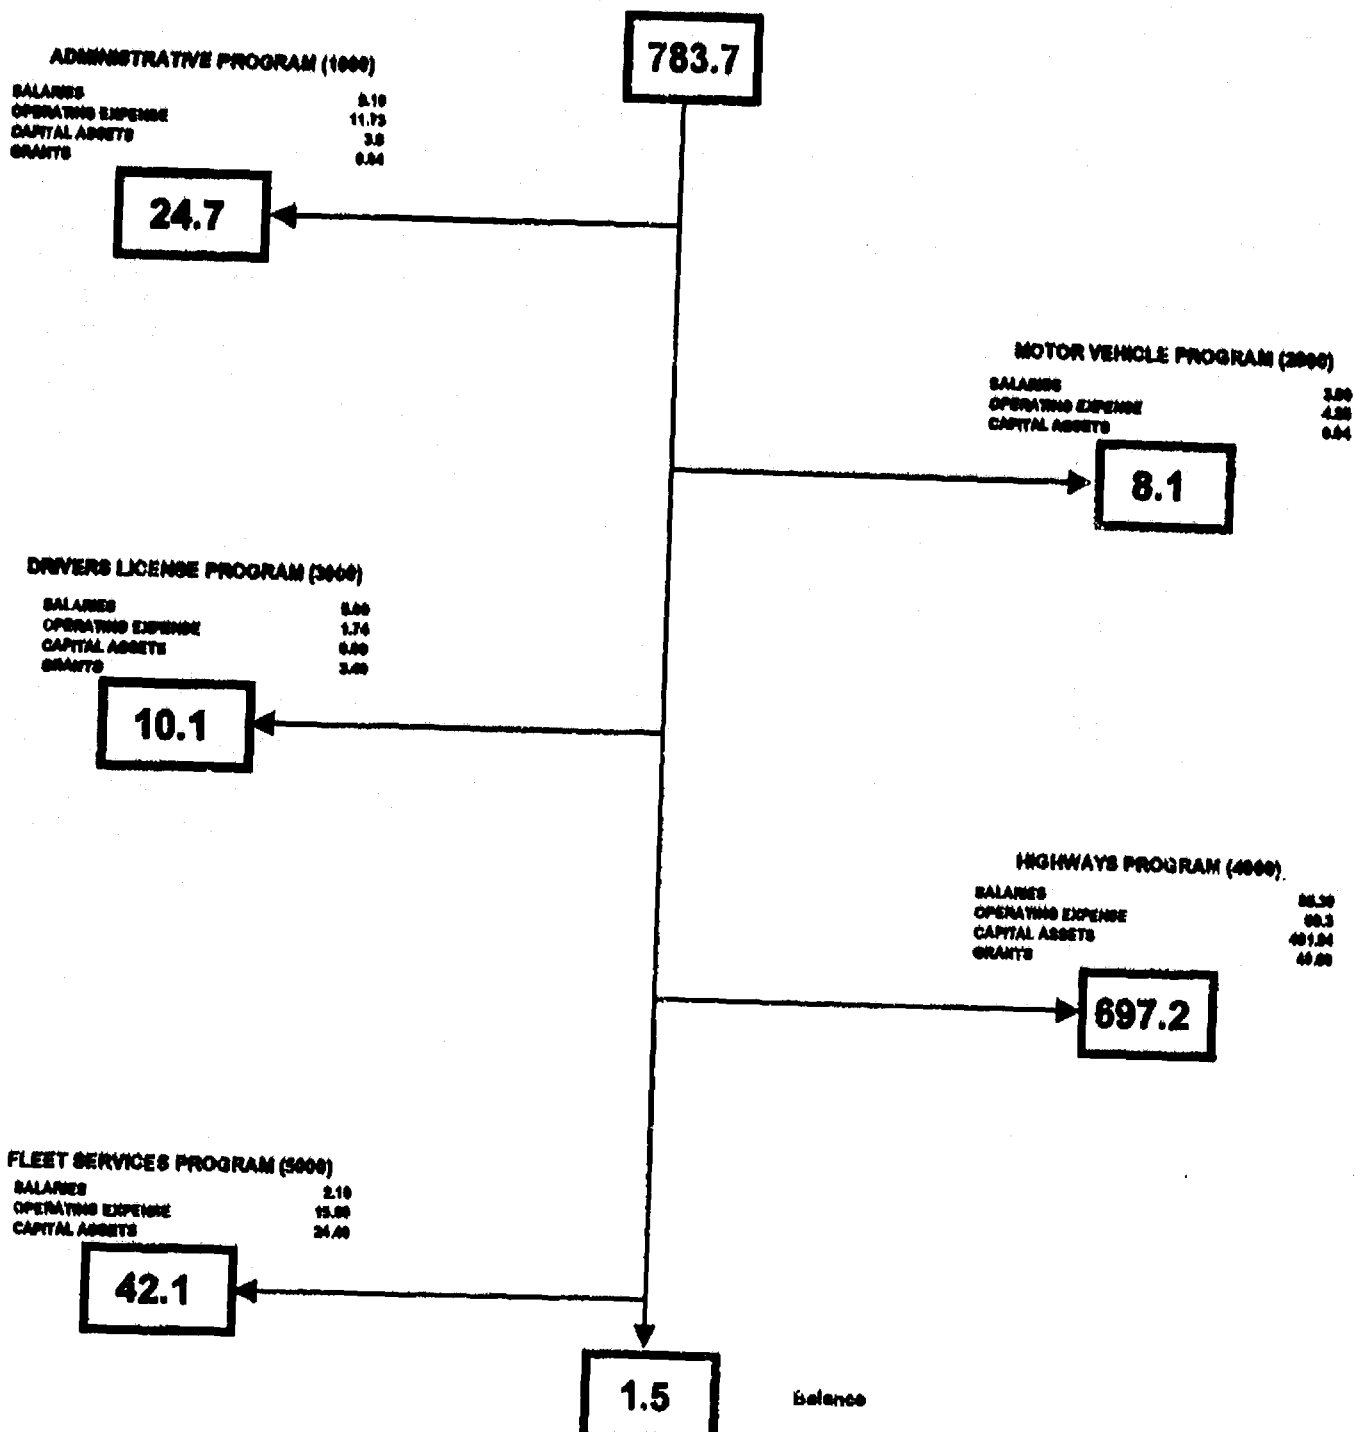 783.7
ADMINISTRATIVE PROGRAM (1000)
SALARIES
OPERATING EXPENSE 11.73
CAPITAL ASSETS
GRANTS
24.7
MOTOR VEHICLE PROGRAM (2000)
SALARIES
OPERATING EXPENSE
CAPITAL ASSETS
8.1
DRIVERS LICENSE PROGRAM (3000)
SALARIES
OPERATING EXPENSE 1.74
CAPITAL ASSETS
GRANTS
10.1
HIGHWAYS PROGRAM (4000)
SALARIES
OPERATING EXPENSE
CAPITAL ASSETS
GRANTS
697.2
FLEET SERVICES PROGRAM (5000)
SALARIES 2.10
OPERATING EXPENSE
CAPITAL ASSETS
42.1
1.5 Balance